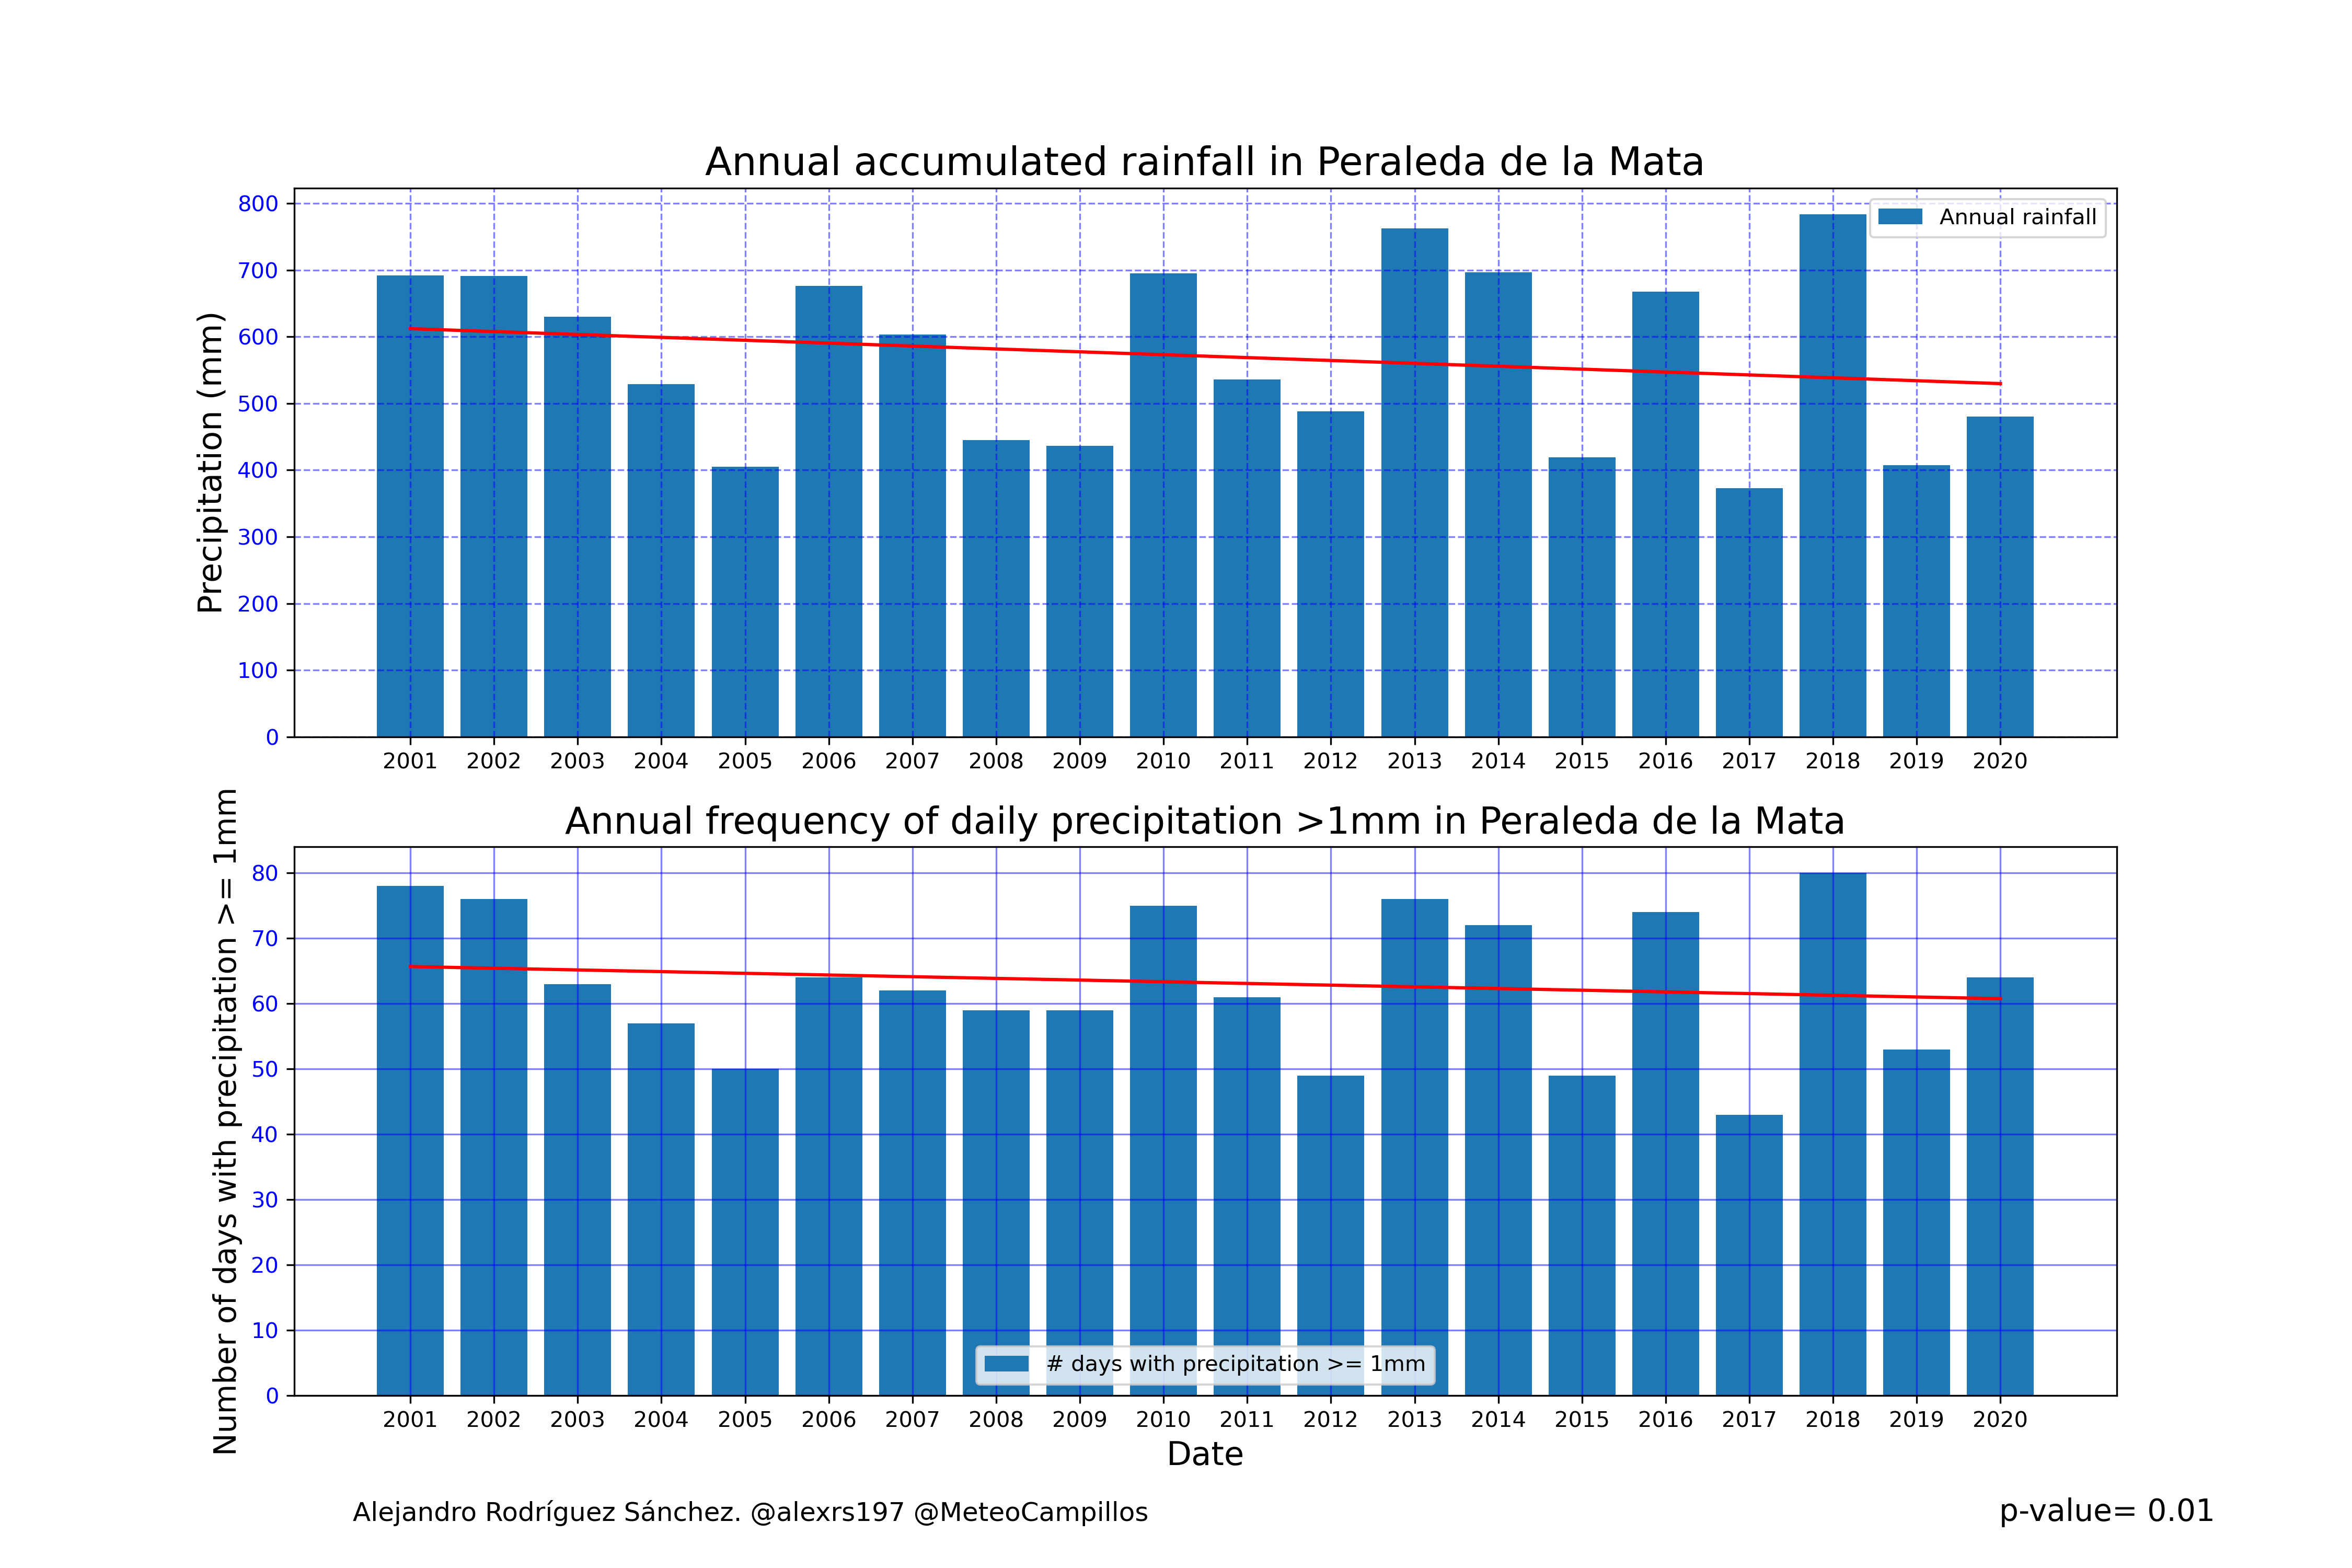 Annual accumulated rainfall in Peraleda de la Mata
Precipitation (mm)
800
700
600
500
400
300
200
100
0
Annual rainfall
2001 2002 2003 2004 2005 2006 2007 2008 2009 2010 2011 2012 2013 2014 2015 2016 2017 2018 2019 2020
Annual frequency of daily precipitation >1mm in Peraleda de la Mata
Number of days with precipitation >= 1mm
80
70
60
50
40
30
20
10
0
# days with precipitation >= 1mm
2001 2002 2003 2004 2005 2006 2007 2008 2009 2010 2011 2012 2013 2014 2015 2016 2017 2018 2019 2020
Date
Alejandro Rodríguez Sánchez. @alexrs197 @MeteoCampillos
p-value= 0.01